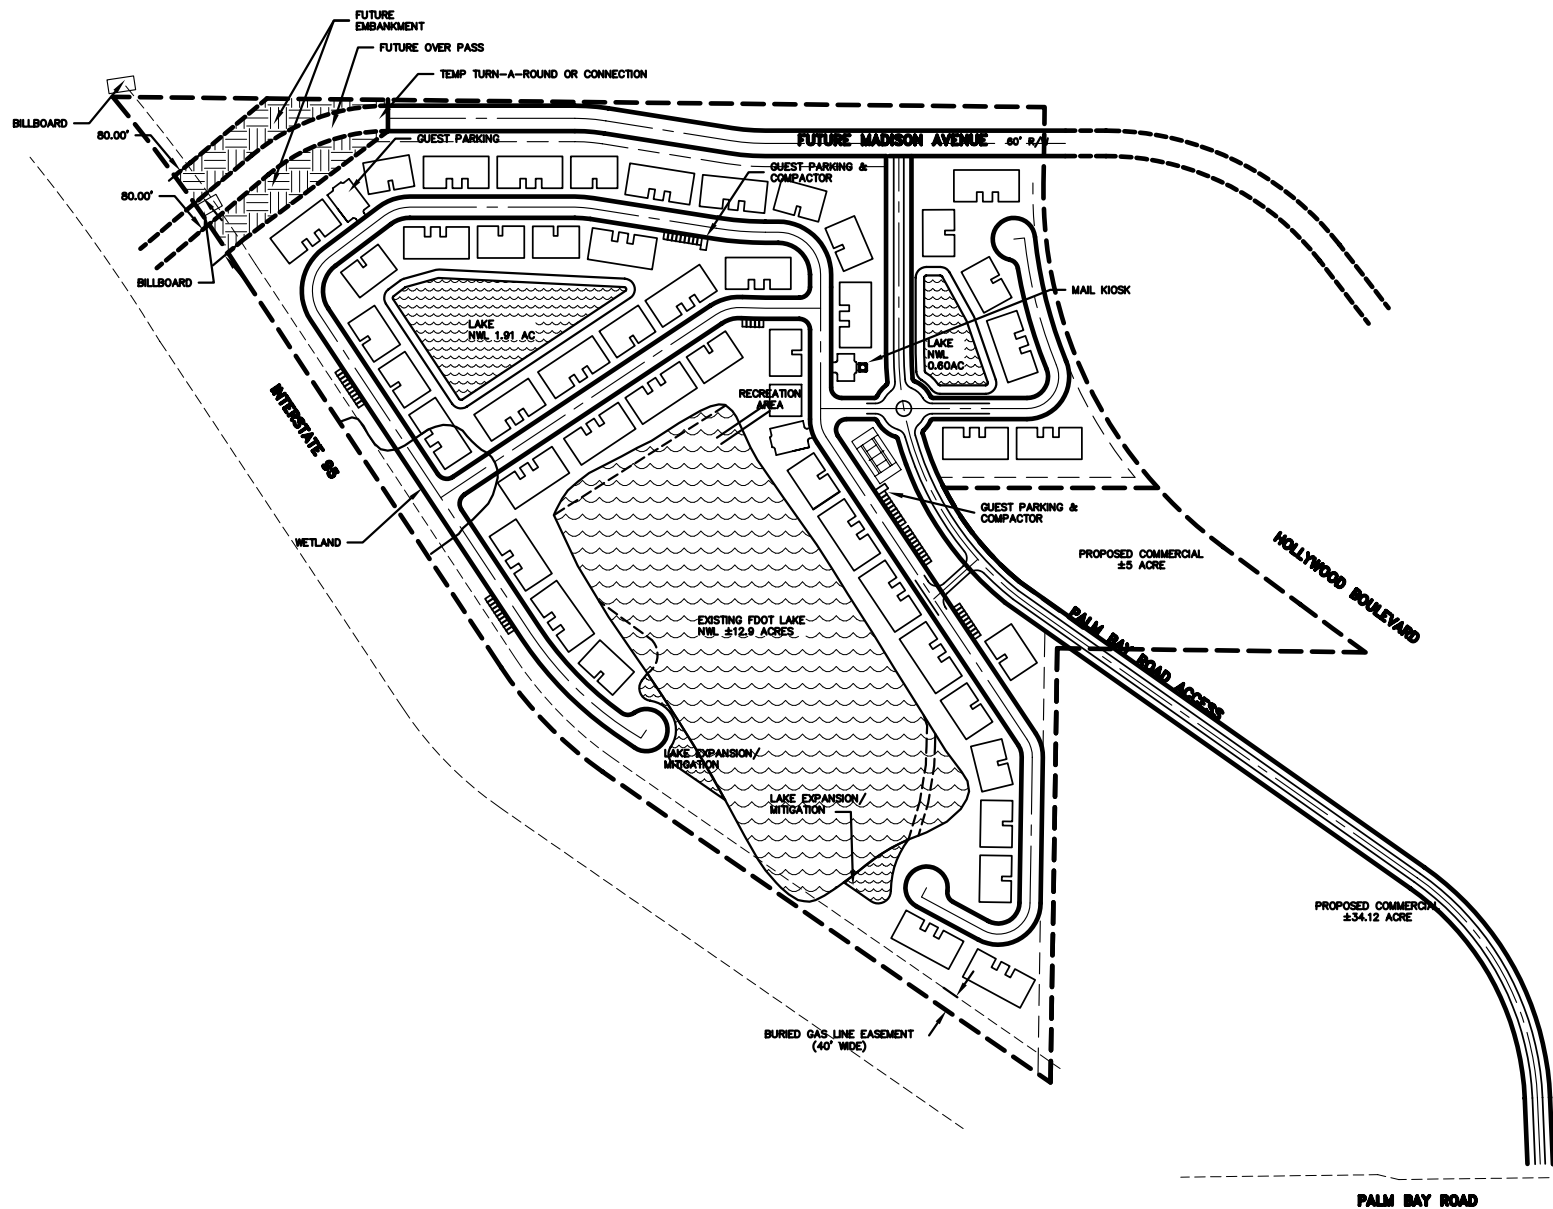 FUTURE
EMBANKMENT
FUTURE OVER PASS
TEMP TURN-A-ROUND OR CONNECTION
BILLBOARD
80.00'
GUEST PARKING
FUTURE MADISON AVENUE
60' R/W
GUEST PARKING &
COMPACTOR
80.00'
BILLBOARD
MAIL KIOSK
LAKE
NWL 1.91 AC
LAKE
NWL
0.60AC
INTERSTATE 95
RECREATION
AREA
GUEST PARKING &
COMPACTOR
WETLAND
PROPOSED COMMERCIAL
±5 ACRE
HOLLYWOOD BOULEVARD
EXISTING FDOT LAKE
NWL ±12.9 ACRES
PALM BAY ROAD ACCESS
LAKE EXPANSION/
MITIGATION
LAKE EXPANSION/
MITIGATION
PROPOSED COMMERCIAL
±34.12 ACRE
BURIED GAS LINE EASEMENT
(40' WIDE)
PALM BAY ROAD